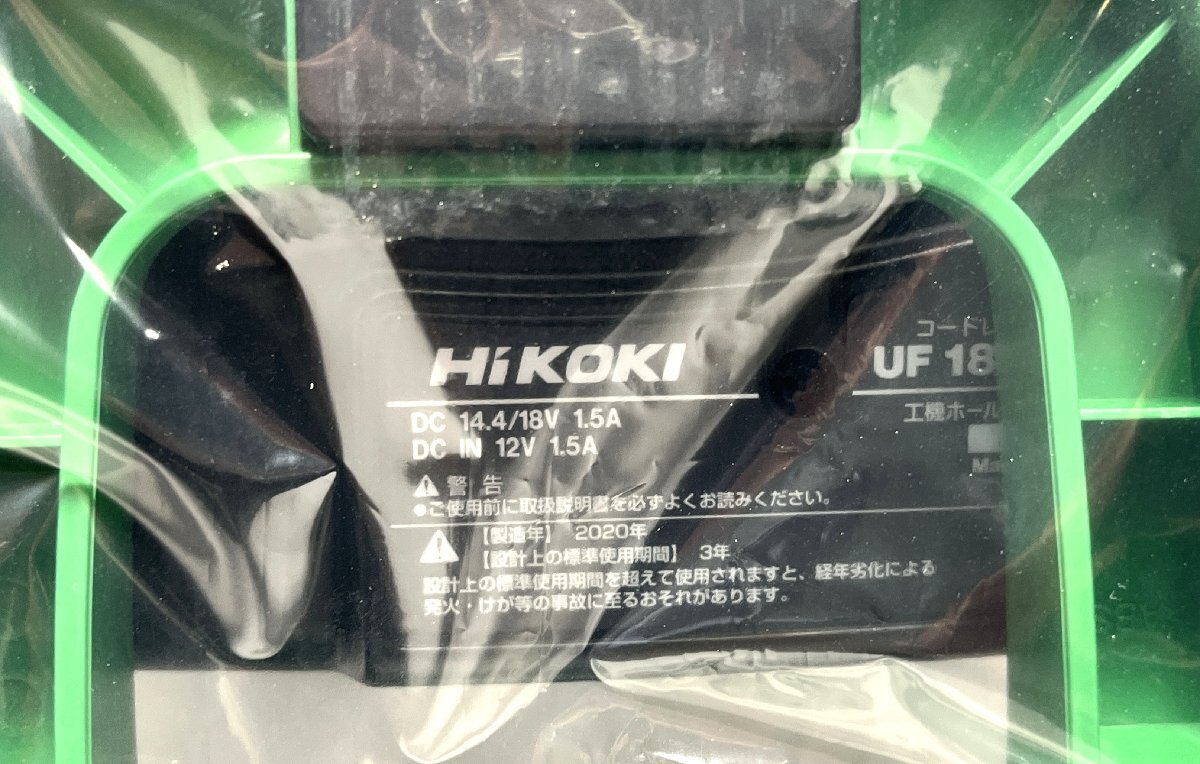 HiKOKI
DC 14.4/18V 1.5A
DC IN 12V 1.5A
警告
●ご使用前に取扱説明書を必ずよくお読みください。
【製造年】 2020年
【設計上の標準使用期間】 3年
設計上の標準使用期間を超えて使用されますと、経年劣化による
発火・けが等の事故に至るおそれがあります。
コードレ
UF 18
工機ホール
Ma